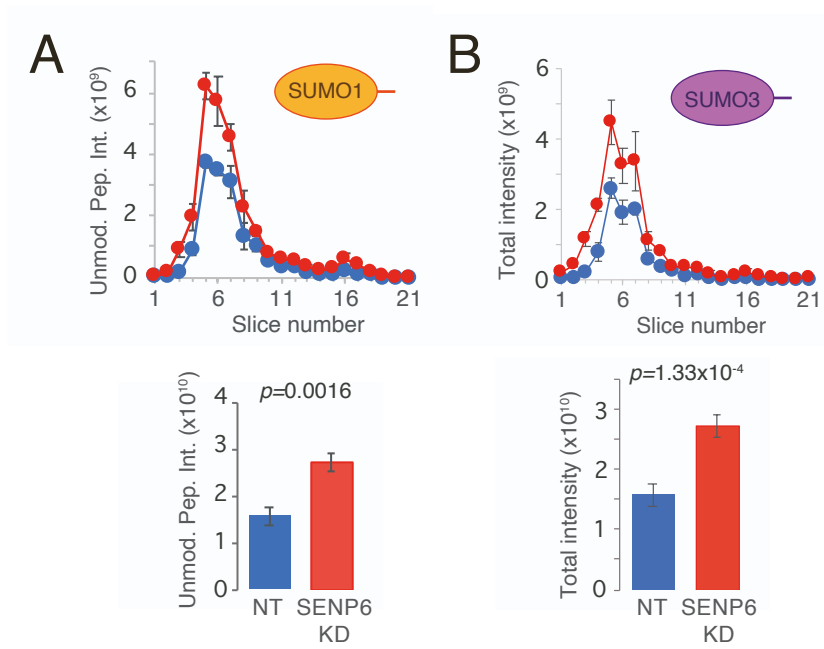 A
Unmod. Pep. Int. (x10⁹)
6
4
2
0
SUMO1
1
6
11
16
21
Slice number
B
Total intensity (x10⁹)
6
4
2
0
SUMO3
1
6
11
16
21
Slice number
Unmod. Pep. Int. (x10¹⁰)
4
3
2
1
0
p=0.0016
NT
SENP6
KD
Total intensity (x10¹⁰)
3
2
1
0
p=1.33x10⁻⁴
NT
SENP6
KD